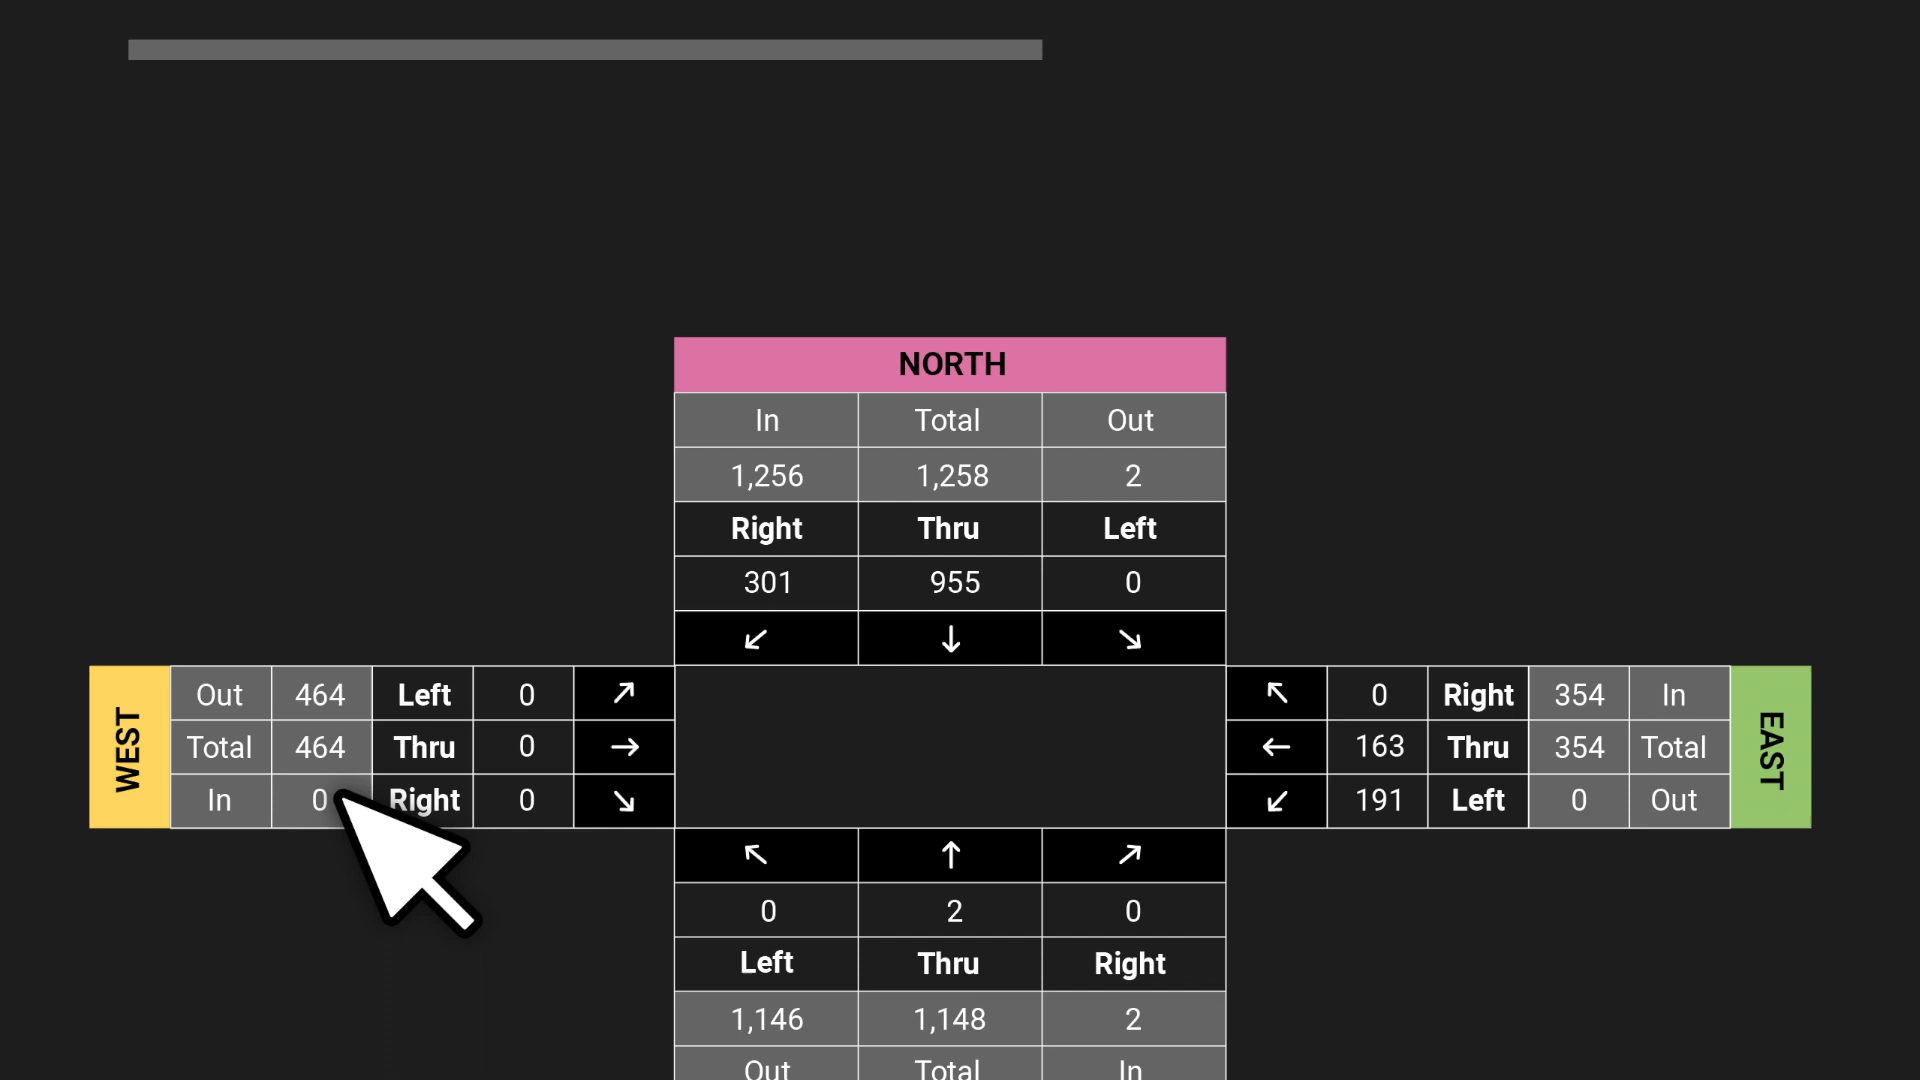 NORTH
In Total Out
1,256 1,258 2
Right Thru Left
301 955 0
↙ ↓ ↘
WEST
Out 464 Left 0 ↗
Total 464 Thru 0 →
In 0 Right 0 ↘
↖ 0 Right 354 In
← 163 Thru 354 Total
↙ 191 Left 0 Out
EAST
↖ ↑ ↗
0 2 0
Left Thru Right
1,146 1,148 2
Out Total In